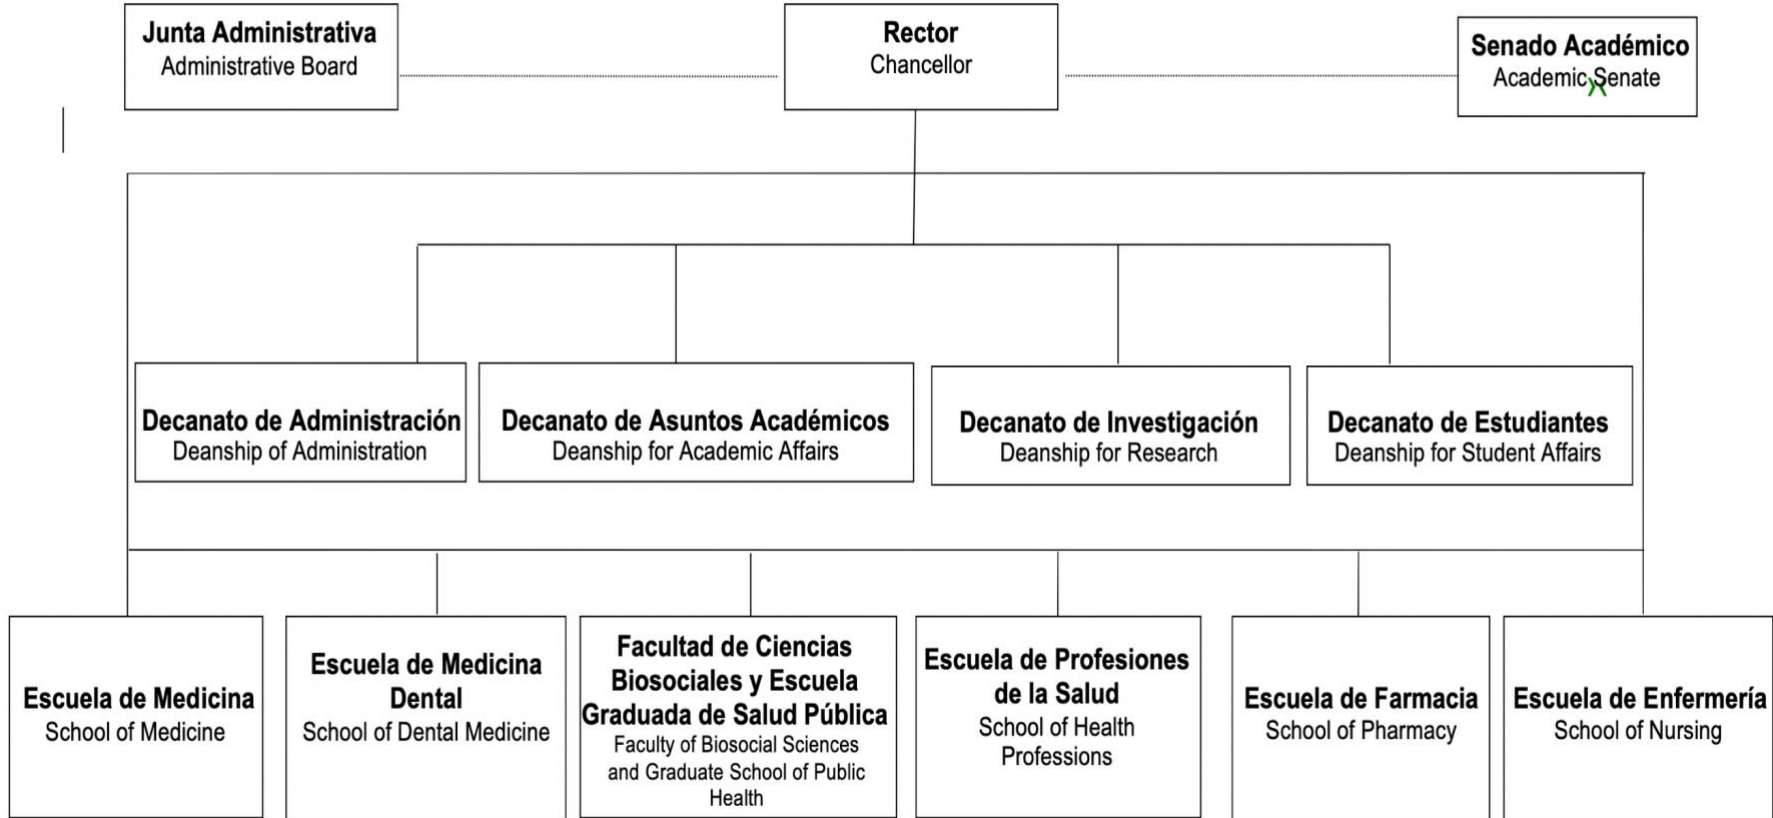 Junta Administrativa
Administrative Board
Rector
Chancellor
Senado Académico
Academic Senate
Decanato de Administración
Deanship of Administration
Decanato de Asuntos Académicos
Deanship for Academic Affairs
Decanato de Investigación
Deanship for Research
Decanato de Estudiantes
Deanship for Student Affairs
Escuela de Medicina
School of Medicine
Escuela de Medicina
Dental
School of Dental Medicine
Facultad de Ciencias
Biosociales y Escuela
Graduada de Salud Pública
Faculty of Biosocial Sciences
and Graduate School of Public
Health
Escuela de Profesiones
de la Salud
School of Health
Professions
Escuela de Farmacia
School of Pharmacy
Escuela de Enfermería
School of Nursing